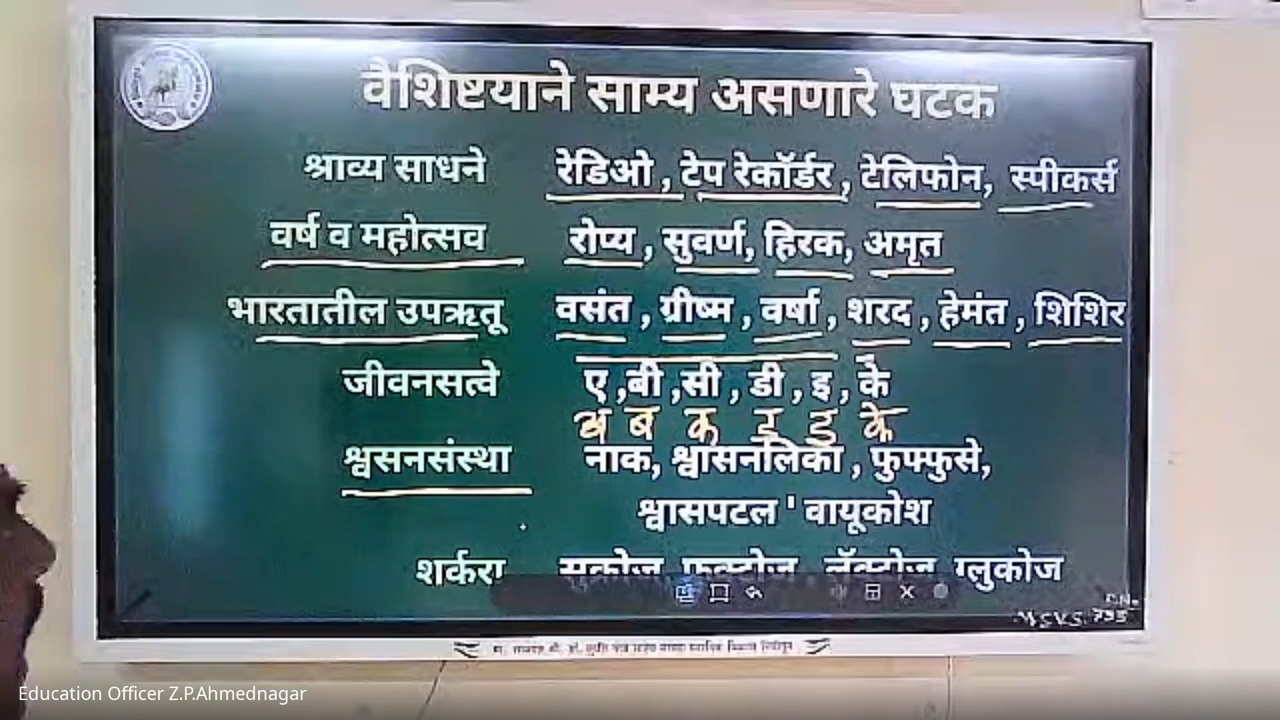 वैशिष्टयाने साम्य असणारे घटक
श्राव्य साधने रेडिओ , टेप रेकॉर्डर , टेलिफोन, स्पीकर्स
वर्ष व महोत्सव रोप्य , सुवर्ण, हिरक, अमृत
भारतातील उपऋतू वसंत , ग्रीष्म , वर्षा , शरद , हेमंत , शिशिर
जीवनसत्वे ए ,बी ,सी , डी , इ , के
अ ब क ड इ के
श्वसनसंस्था नाक, श्वासनलिका , फुफ्फुसे,
श्वासपटल ' वायूकोश
शर्करा सुक्रोज, फ्रुक्टोज, लॅक्टोज, ग्लुकोज
Education Officer Z.P.Ahmednagar